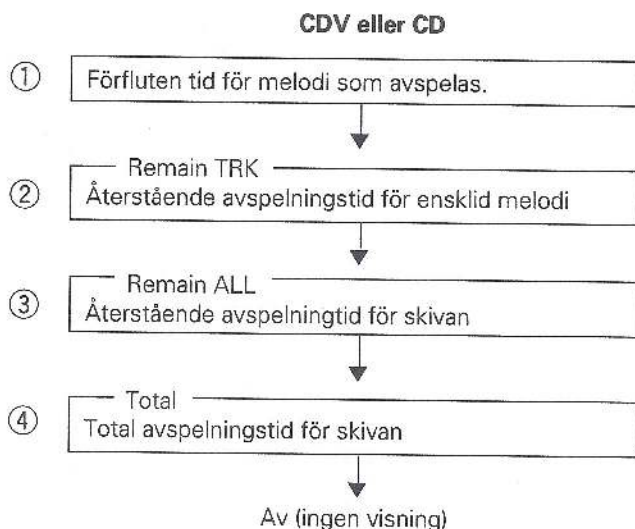 CDV eller CD
① Förfluten tid för melodi som avspelas.
Remain TRK
② Återstående avspelningstid för ensklid melodi
Remain ALL
③ Återstående avspelningtid för skivan
Total
④ Total avspelningstid för skivan
Av (ingen visning)